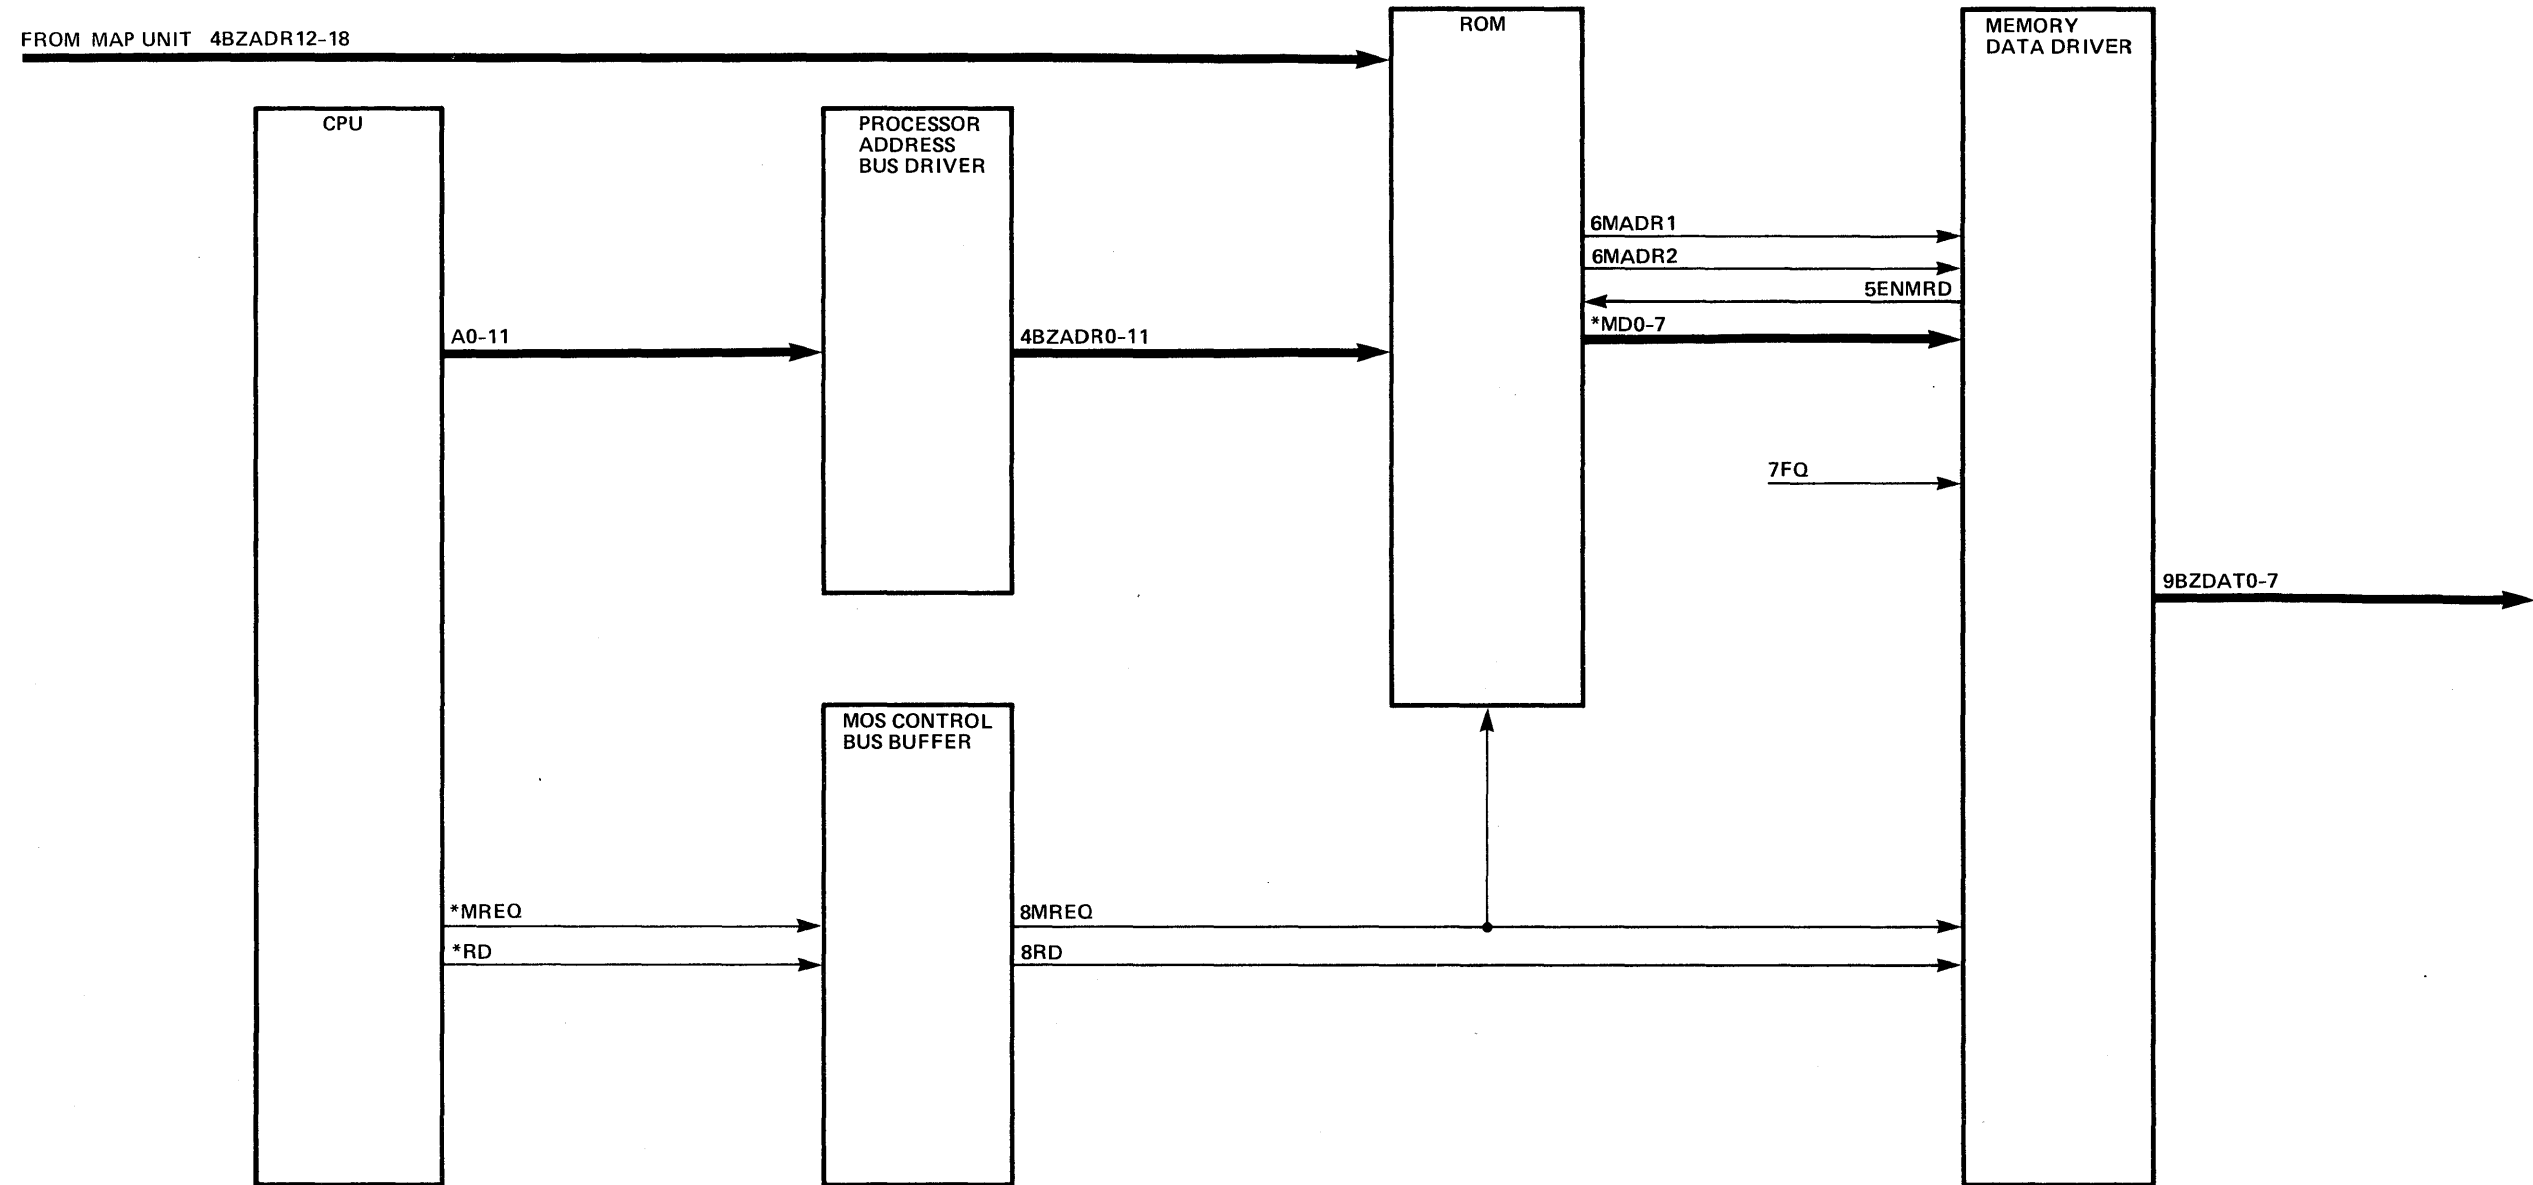 FROM MAP UNIT 4BZADR12-18
ROM
MEMORY
DATA DRIVER
CPU
PROCESSOR
ADDRESS
BUS DRIVER
6MADR1
6MADR2
5ENMRD
*MD0-7
A0-11
4BZADR0-11
7FQ
9BZDAT0-7
MOS CONTROL
BUS BUFFER
*MREQ
8MREQ
*RD
8RD